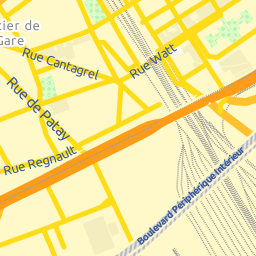 tier de
Gare
Rue Cantagrel
Rue Watt
Rue de Patay
Rue Regnault
Boulevard Périphérique Intérieur